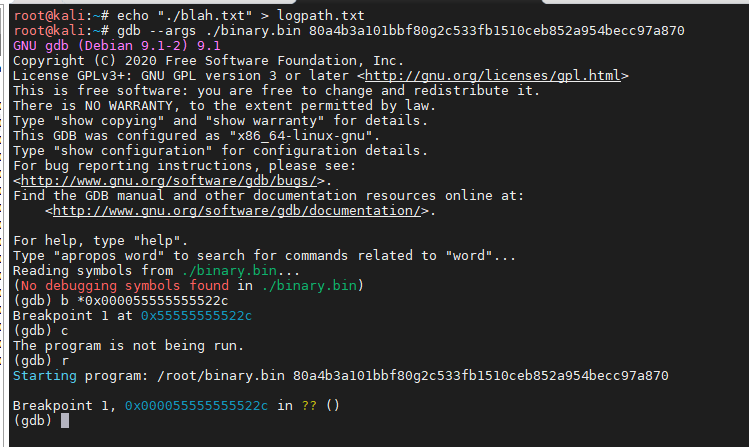 root@kali:~# echo "./blah.txt" > logpath.txt
root@kali:~# gdb --args ./binary.bin 80a4b3a101bbf80g2c533fb1510ceb852a954becc97a870
GNU gdb (Debian 9.1-2) 9.1
Copyright (C) 2020 Free Software Foundation, Inc.
License GPLv3+: GNU GPL version 3 or later <http://gnu.org/licenses/gpl.html>
This is free software: you are free to change and redistribute it.
There is NO WARRANTY, to the extent permitted by law.
Type "show copying" and "show warranty" for details.
This GDB was configured as "x86_64-linux-gnu".
Type "show configuration" for configuration details.
For bug reporting instructions, please see:
<http://www.gnu.org/software/gdb/bugs/>.
Find the GDB manual and other documentation resources online at:
    <http://www.gnu.org/software/gdb/documentation/>.

For help, type "help".
Type "apropos word" to search for commands related to "word"...
Reading symbols from ./binary.bin...
(No debugging symbols found in ./binary.bin)
(gdb) b *0x000055555555522c
Breakpoint 1 at 0x55555555522c
(gdb) c
The program is not being run.
(gdb) r
Starting program: /root/binary.bin 80a4b3a101bbf80g2c533fb1510ceb852a954becc97a870

Breakpoint 1, 0x000055555555522c in ?? ()
(gdb)